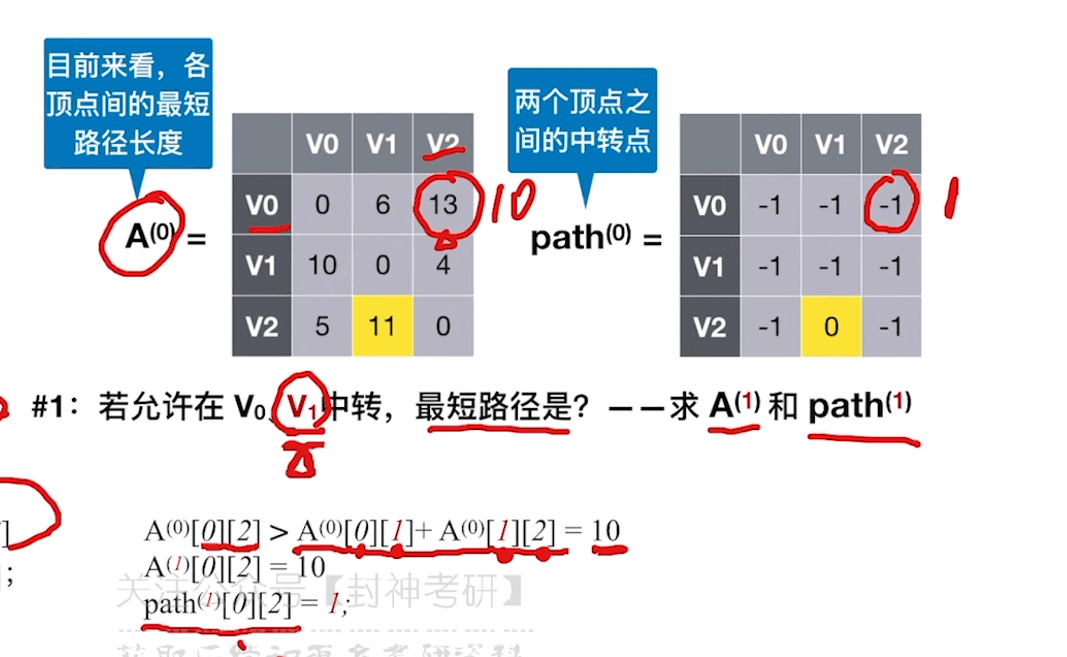 目前来看，各
顶点间的最短
路径长度
两个顶点之
间的中转点
V0 V1 V2
V0 0 6 13 10
A(0) =
V1 10 0 4
V2 5 11 0
V0 V1 V2
V0 -1 -1 -1 1
path(0) =
V1 -1 -1 -1
V2 -1 0 -1
#1：若允许在 V0、V1中转，最短路径是？——求 A(1) 和 path(1)
]
A(0)[0][2] > A(0)[0][1]+ A(0)[1][2] = 10
;
A(1)[0][2] = 10
关注公众号【封神考研】
path(1)[0][2] = 1;